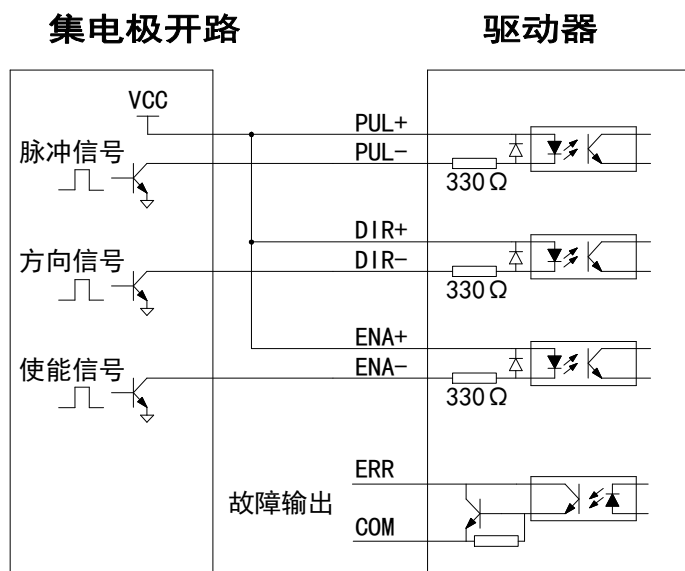 集电极开路
驱动器
VCC
脉冲信号
PUL+
PUL-
330Ω
方向信号
DIR+
DIR-
330Ω
使能信号
ENA+
ENA-
330Ω
故障输出
ERR
COM